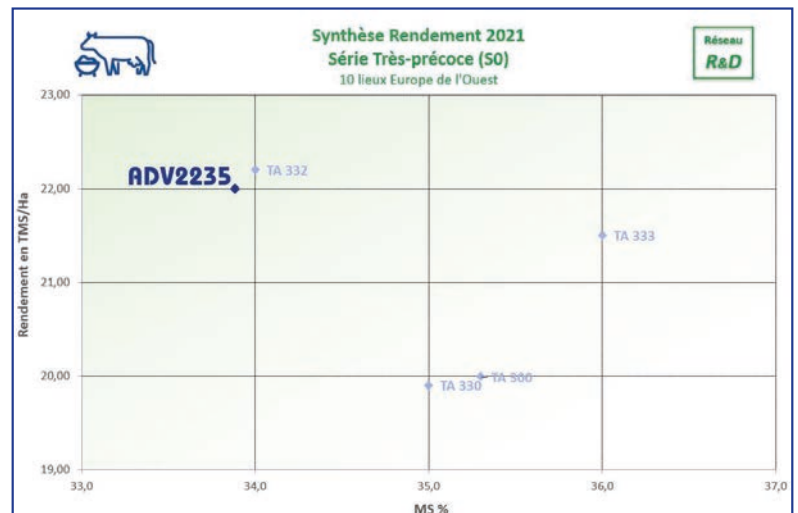 Synthèse Rendement 2021
Série Très-précoce (S0)
10 lieux Europe de l'Ouest
Réseau
R&D
Rendement en TMS/Ha
23,00
22,00
21,00
20,00
19,00
ADV2235
TA 332
TA 333
TA 330
TA 500
33,0
34,0
35,0
36,0
37,0
MS %